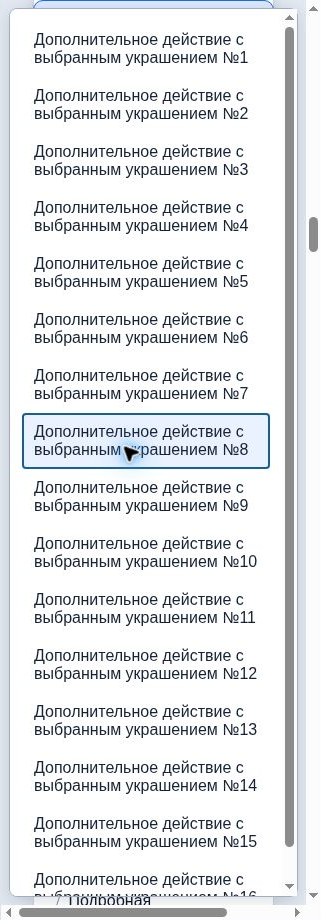 Дополнительное действие с
выбранным украшением №1
Дополнительное действие с
выбранным украшением №2
Дополнительное действие с
выбранным украшением №3
Дополнительное действие с
выбранным украшением №4
Дополнительное действие с
выбранным украшением №5
Дополнительное действие с
выбранным украшением №6
Дополнительное действие с
выбранным украшением №7
Дополнительное действие с
выбранным украшением №8
Дополнительное действие с
выбранным украшением №9
Дополнительное действие с
выбранным украшением №10
Дополнительное действие с
выбранным украшением №11
Дополнительное действие с
выбранным украшением №12
Дополнительное действие с
выбранным украшением №13
Дополнительное действие с
выбранным украшением №14
Дополнительное действие с
выбранным украшением №15
Дополнительное действие с
выбранным украшением №16
Подробная